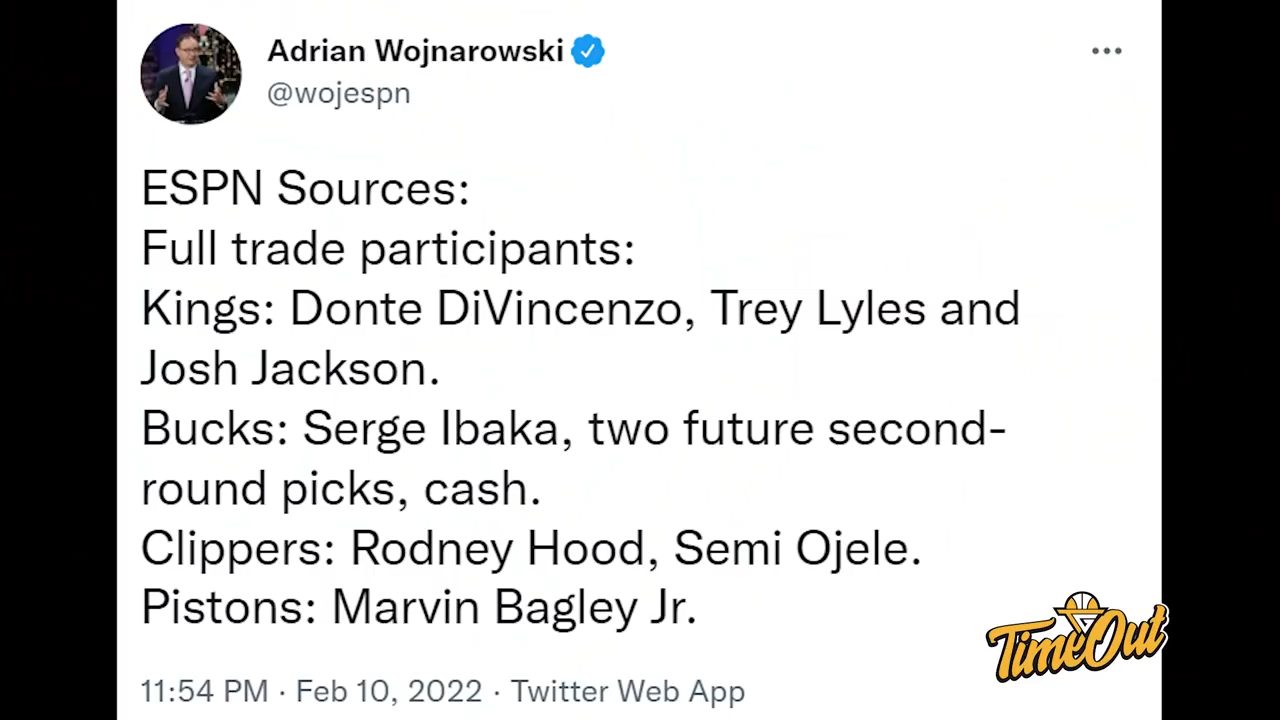 Adrian Wojnarowski
@wojespn
ESPN Sources:
Full trade participants:
Kings: Donte DiVincenzo, Trey Lyles and
Josh Jackson.
Bucks: Serge Ibaka, two future second-
round picks, cash.
Clippers: Rodney Hood, Semi Ojele.
Pistons: Marvin Bagley Jr.
TimeOut
11:54 PM · Feb 10, 2022 · Twitter Web App